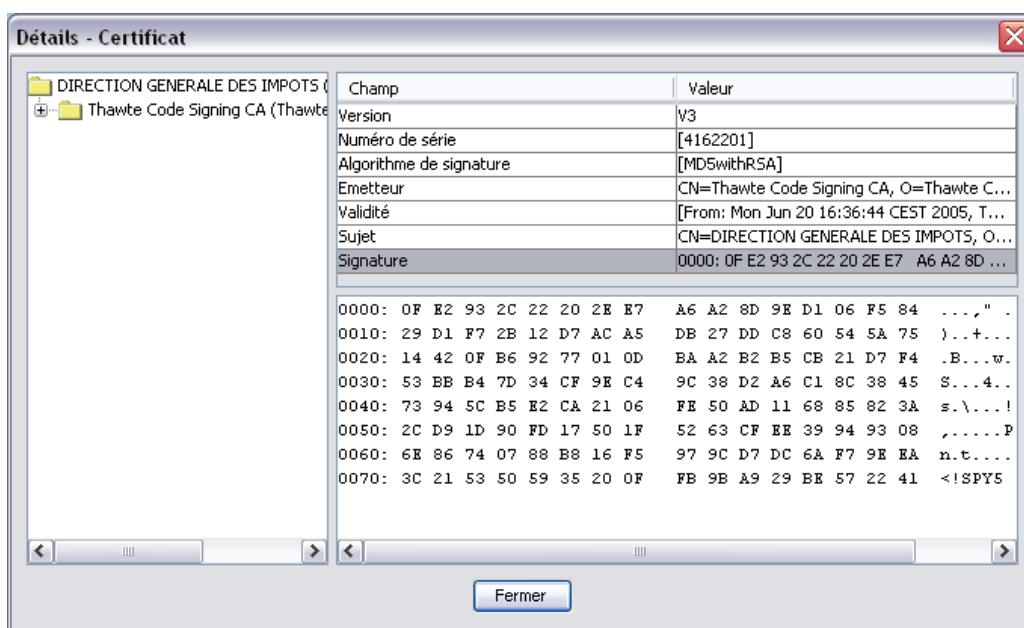 Détails - Certificat
DIRECTION GENERALE DES IMPOTS (
Thawte Code Signing CA (Thawte
Champ Valeur
Version V3
Numéro de série [4162201]
Algorithme de signature [MD5withRSA]
Emetteur CN=Thawte Code Signing CA, O=Thawte C...
Validité [From: Mon Jun 20 16:36:44 CEST 2005, T...
Sujet CN=DIRECTION GENERALE DES IMPOTS, O...
Signature 0000: 0F E2 93 2C 22 20 2E E7 A6 A2 8D ...
0000: 0F E2 93 2C 22 20 2E E7 A6 A2 8D 9E D1 06 F5 84 ...," .
0010: 29 D1 F7 2B 12 D7 AC A5 DB 27 DD C8 60 54 5A 75 )..+...
0020: 14 42 0F B6 92 77 01 0D BA A2 B2 B5 CB 21 D7 F4 .B...w.
0030: 53 BB B4 7D 34 CF 9E C4 9C 38 D2 A6 C1 8C 38 45 S...4..
0040: 73 94 5C B5 E2 CA 21 06 FE 50 AD 11 68 85 82 3A s.\...!
0050: 2C D9 1D 90 FD 17 50 1F 52 63 CF EE 39 94 93 08 ,.....P
0060: 6E 86 74 07 88 B8 16 F5 97 9C D7 DC 6A F7 9E EA n.t....
0070: 3C 21 53 50 59 35 20 0F FB 9B A9 29 BE 57 22 41 <!SPY5
Fermer